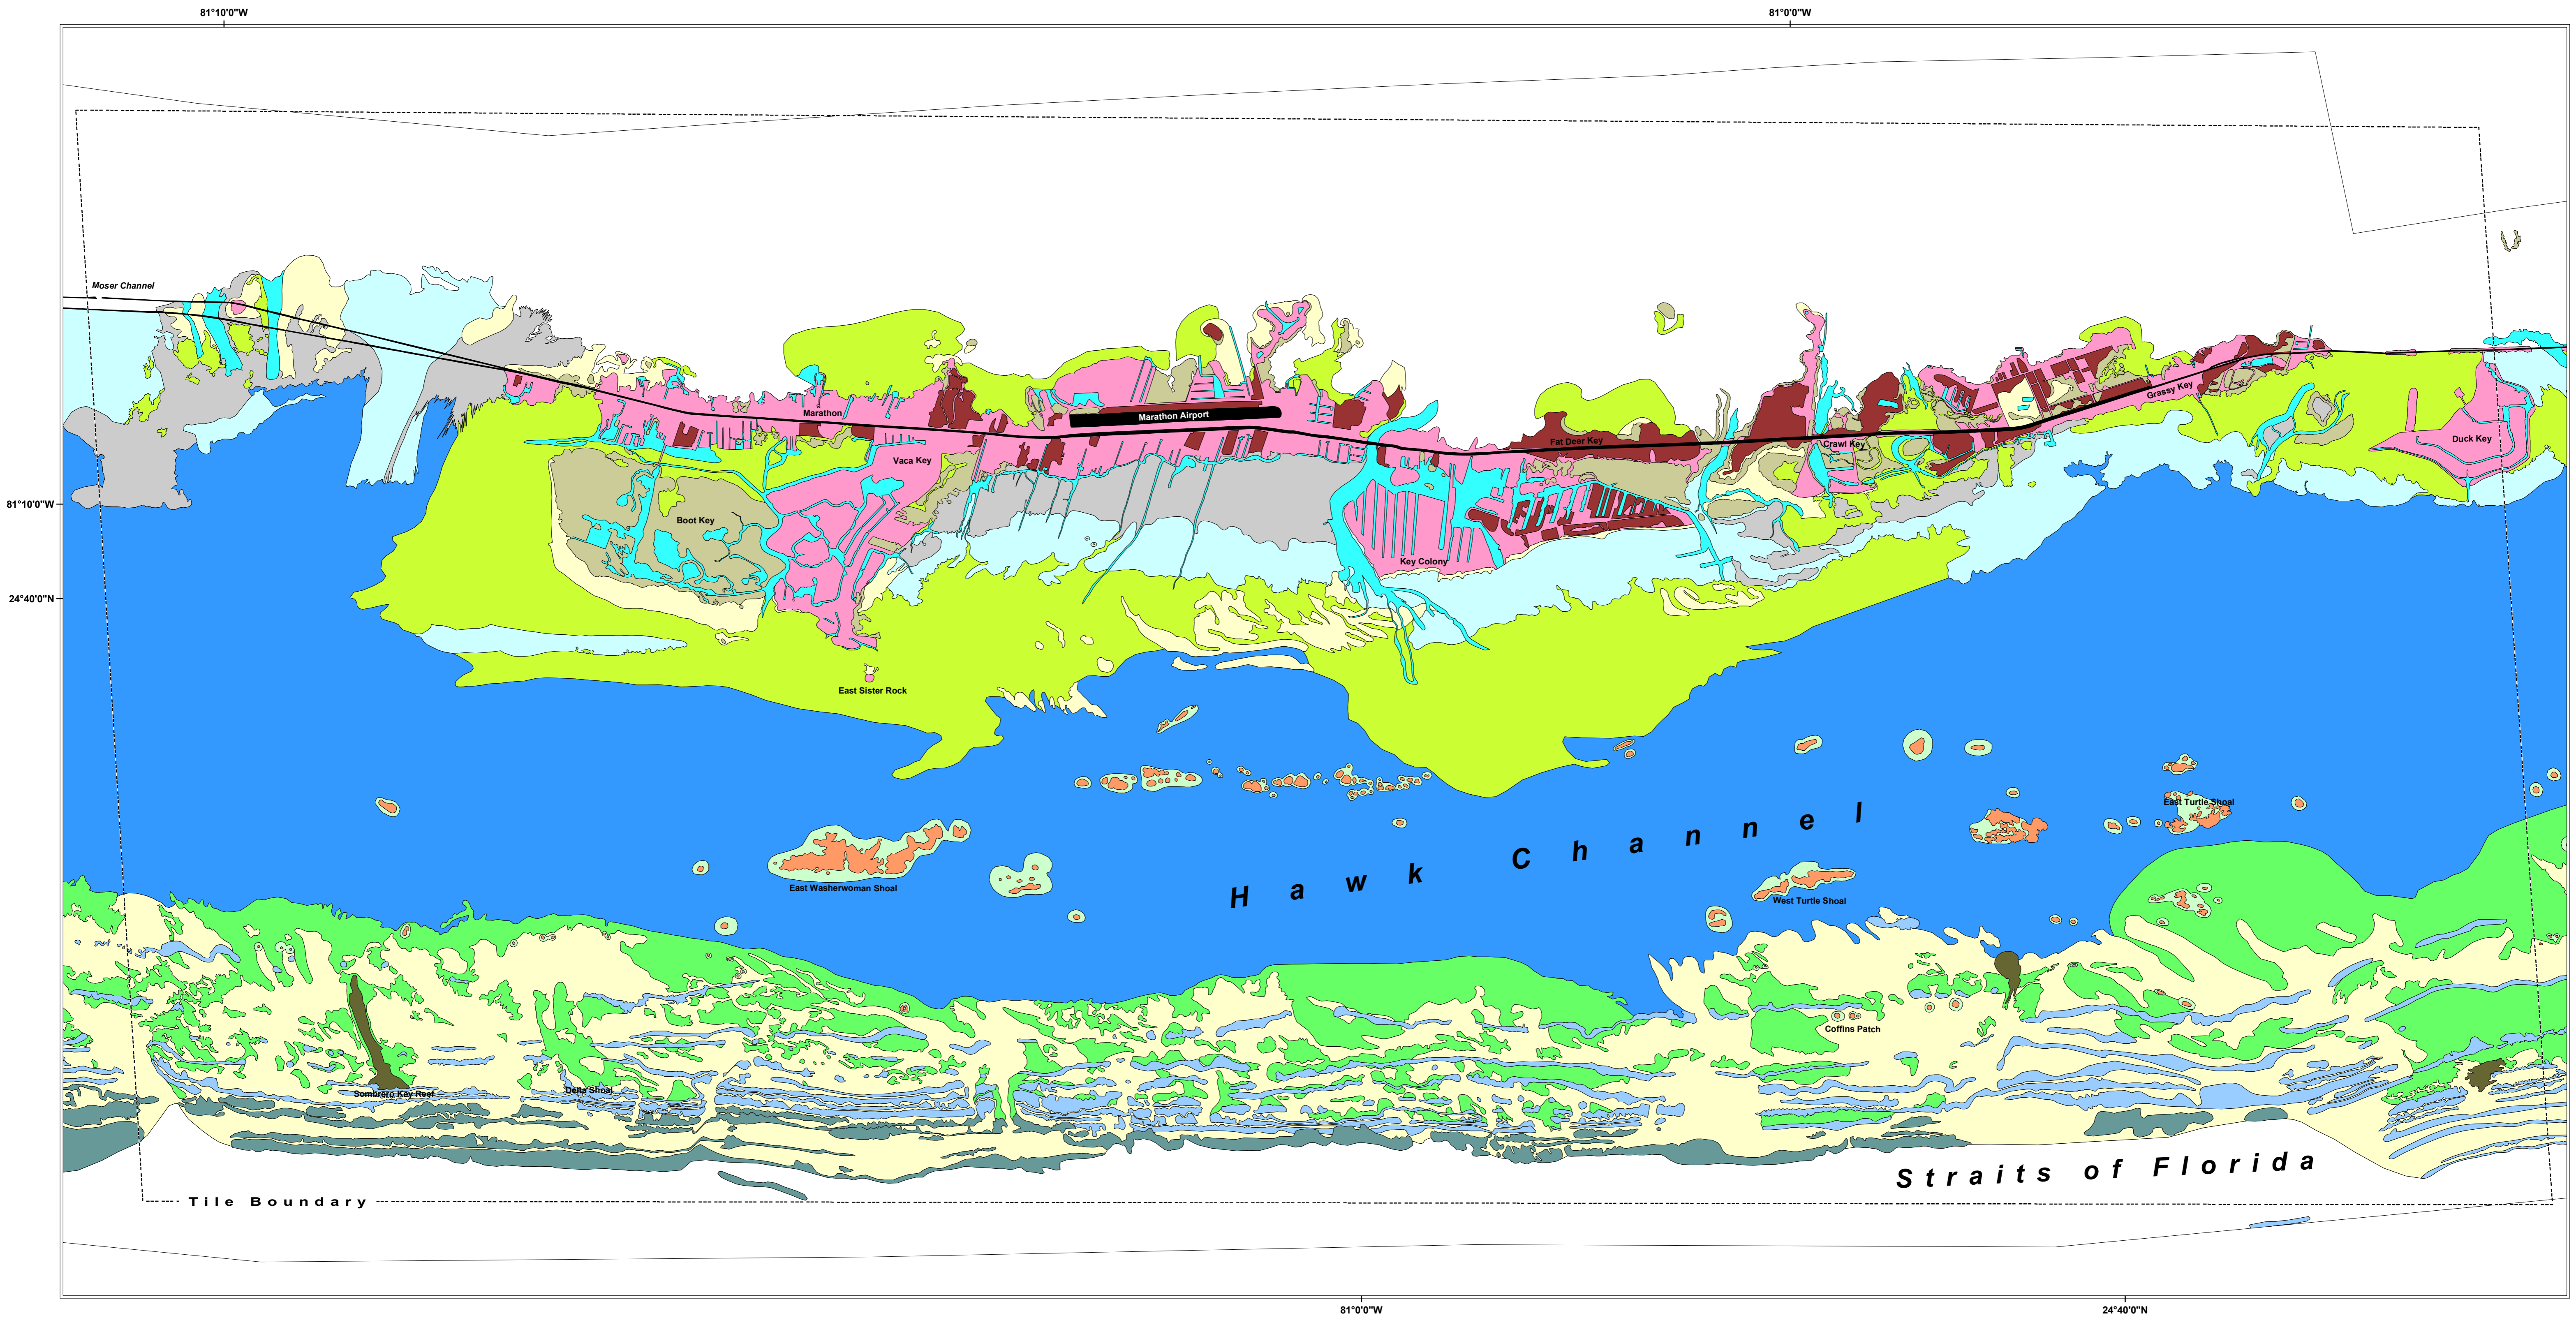 81°10'0"W
81°0'0"W
Moser Channel
Marathon
Marathon Airport
Grassy Key
Fat Deer Key
Crawl Key
Duck Key
Vaca Key
81°10'0"W
Boot Key
Key Colony
24°40'0"N
East Sister Rock
East Turtle Shoal
Hawk Channel
East Washerwoman Shoal
West Turtle Shoal
Coffins Patch
Delta Shoal
Sombrero Key Reef
Straits of Florida
Tile Boundary
81°0'0"W
24°40'0"N